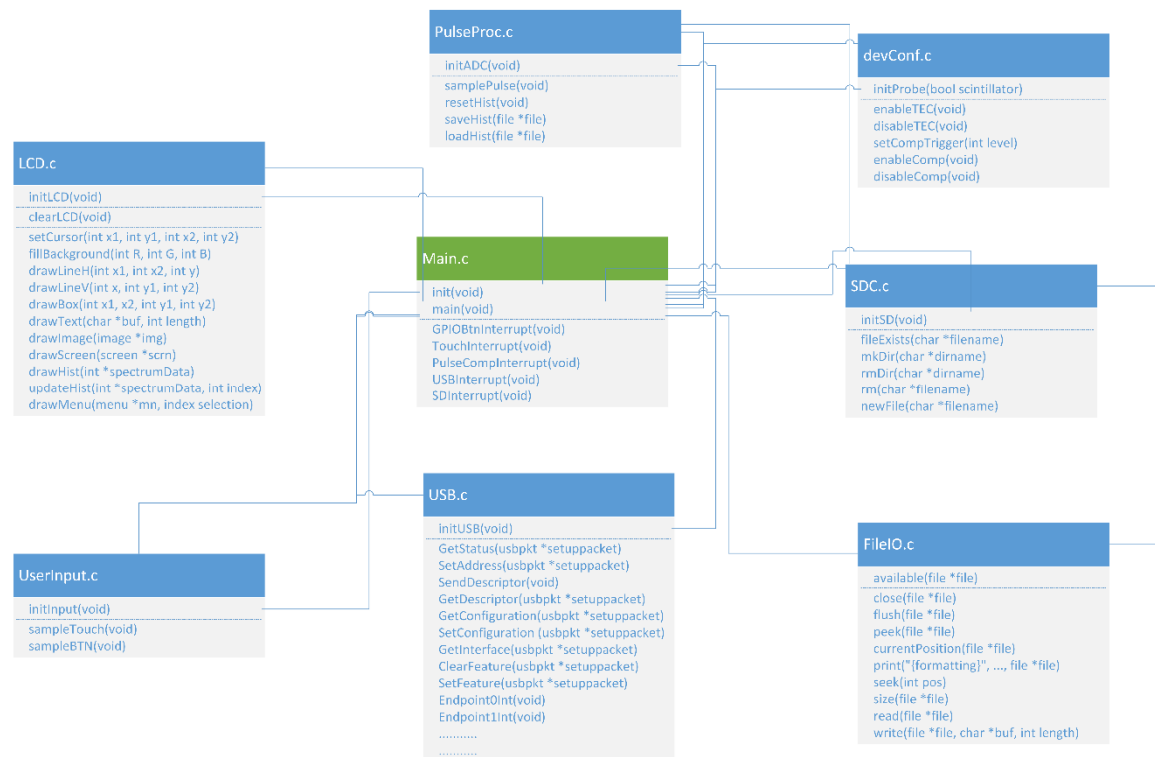 PulseProc.c
initADC(void)
samplePulse(void)
resetHist(void)
saveHist(file *file)
loadHist(file *file)
devConf.c
initProbe(bool scintillator)
enableTEC(void)
disableTEC(void)
setCompTrigger(int level)
enableComp(void)
disableComp(void)
LCD.c
initLCD(void)
clearLCD(void)
setCursor(int x1, int y1, int x2, int y2)
fillBackground(int R, int G, int B)
drawLineH(int x1, int x2, int y)
drawLineV(int x, int y1, int y2)
drawBox(int x1, x2, int y1, int y2)
drawText(char *buf, int length)
drawImage(image *img)
drawScreen(screen *scrn)
drawHist(int *spectrumData)
updateHist(int *spectrumData, int index)
drawMenu(menu *mn, index selection)
Main.c
init(void)
main(void)
GPIOBtnInterrupt(void)
TouchInterrupt(void)
PulseCompInterrupt(void)
USBInterrupt(void)
SDInterrupt(void)
SDC.c
initSD(void)
fileExists(char *filename)
mkDir(char *dirname)
rmDir(char *dirname)
rm(char *filename)
newFile(char *filename)
UserInput.c
initInput(void)
sampleTouch(void)
sampleBTN(void)
USB.c
initUSB(void)
GetStatus(usbpkt *setuppacket)
SetAddress(usbpkt *setuppacket)
SendDescriptor(void)
GetDescriptor(usbpkt *setuppacket)
GetConfiguration(usbpkt *setuppacket)
SetConfiguration (usbpkt *setuppacket)
GetInterface(usbpkt *setuppacket)
ClearFeature(usbpkt *setuppacket)
SetFeature(usbpkt *setuppacket)
Endpoint0Int(void)
Endpoint1Int(void)
...........
...........
FileIO.c
available(file *file)
close(file *file)
flush(file *file)
peek(file *file)
currentPosition(file *file)
print("{formatting}", ..., file *file)
seek(int pos)
size(file *file)
read(file *file)
write(file *file, char *buf, int length)